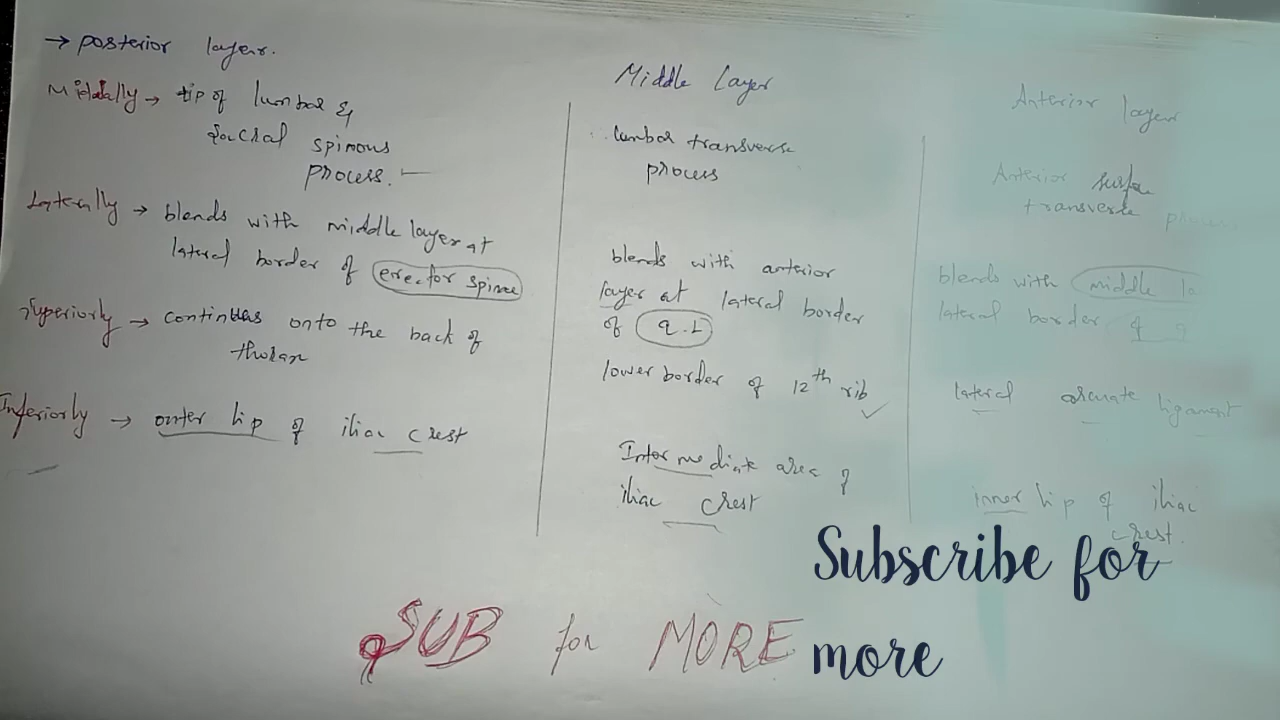 → posterior layer.
Midially → tip of lumbar &
sacral spinous
process.
Laterally → blends with middle layer at
lateral border of erector spinae
Superiorly → continues onto the back of
thorax
Inferiorly → outer lip of iliac crest
Middle Layer
lumbar transverse
process
blends with anterior
layer at lateral border
of q.L
lower border of 12th rib
Intermediate area of
iliac crest
Anterior layer
Anterior surface
transverse process
blends with middle la
lateral border of q
lateral arcuate ligament
inner lip of iliac
crest.
SUB for MORE
Subscribe for
more